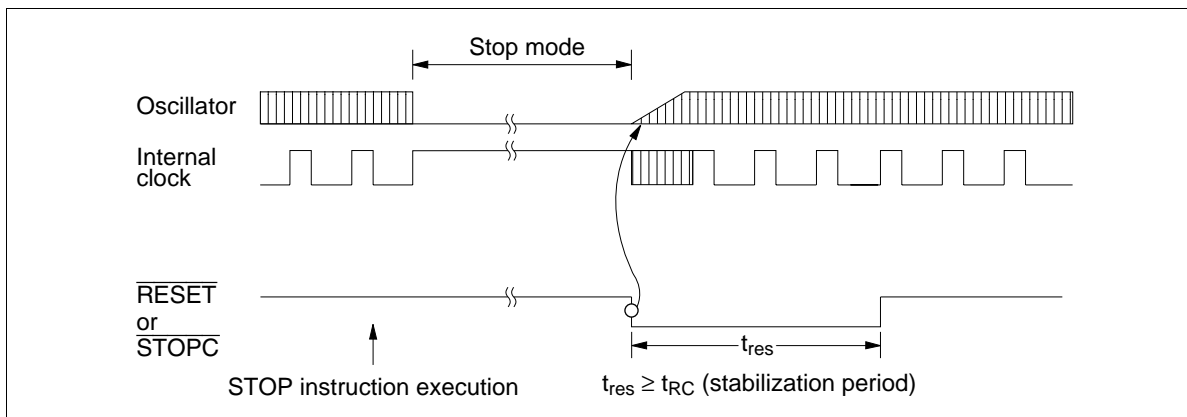 Stop mode
Oscillator
Internal
clock
RESET
or
STOPC
tres
STOP instruction execution
tres ≥ tRC (stabilization period)